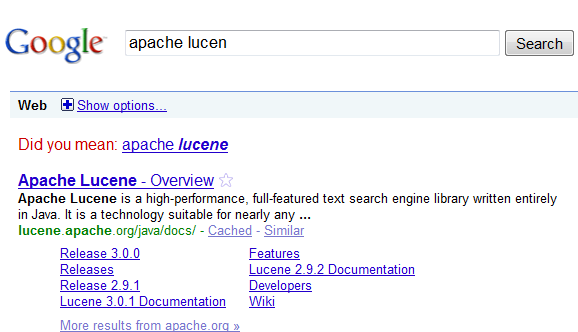 Google apache lucen Search
Web Show options...
Did you mean: apache lucene
Apache Lucene - Overview
Apache Lucene is a high-performance, full-featured text search engine library written entirely
in Java. It is a technology suitable for nearly any ...
lucene.apache.org/java/docs/ - Cached - Similar
Release 3.0.0 Features
Releases Lucene 2.9.2 Documentation
Release 2.9.1 Developers
Lucene 3.0.1 Documentation Wiki
More results from apache.org »